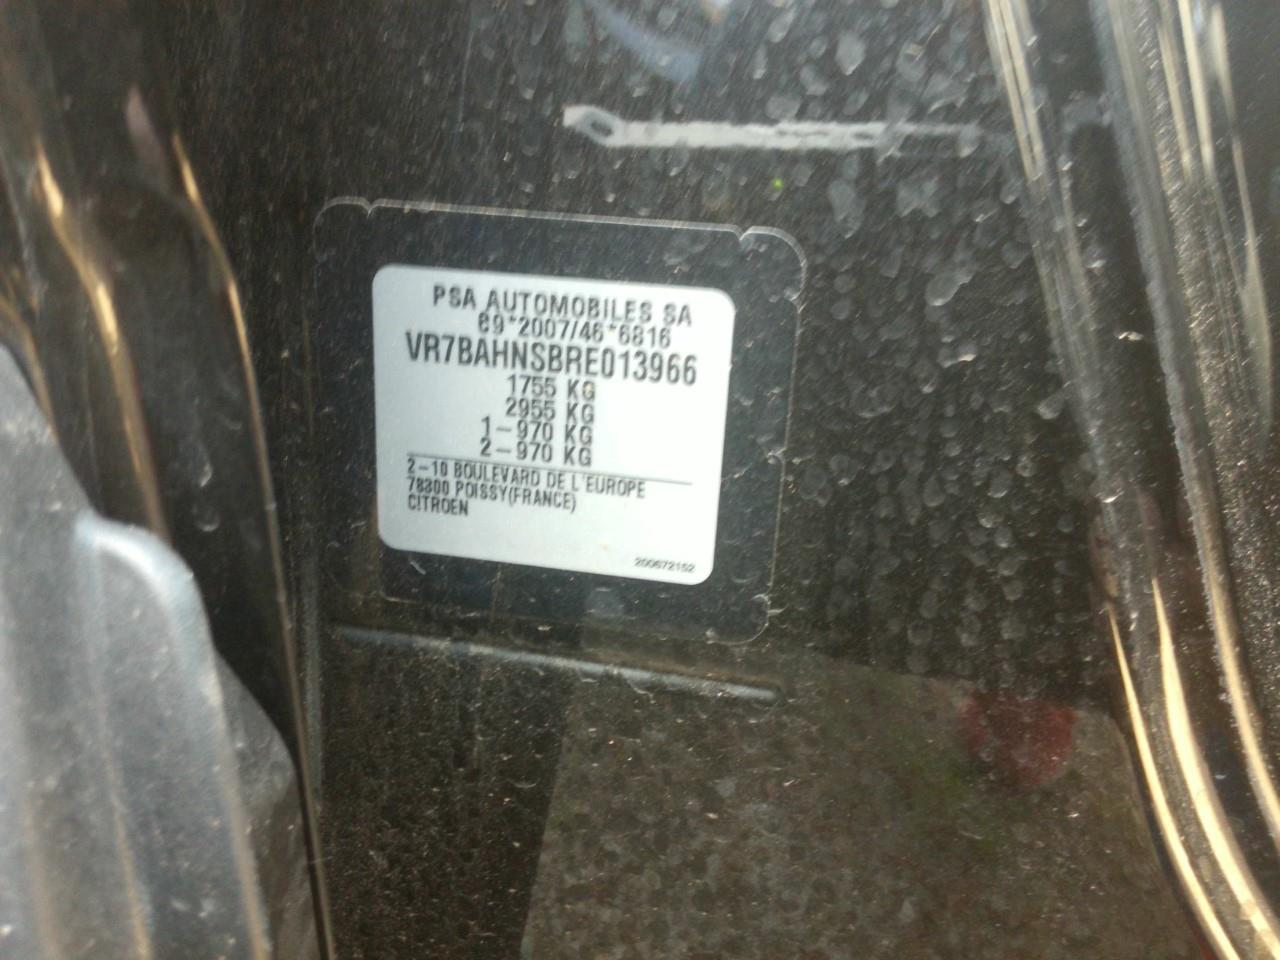 PSA AUTOMOBILES SA
e9*2007/46*6816
VR7BAHNSBRE013966
1755 KG
2955 KG
1-970 KG
2-970 KG
2-10 BOULEVARD DE L'EUROPE
78300 POISSY(FRANCE)
CITROEN
200672152